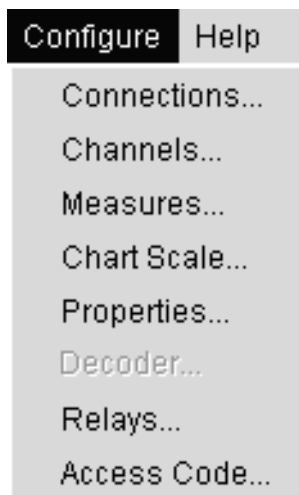 Configure Help
Connections...
Channels...
Measures...
Chart Scale...
Properties...
Decoder...
Relays...
Access Code...